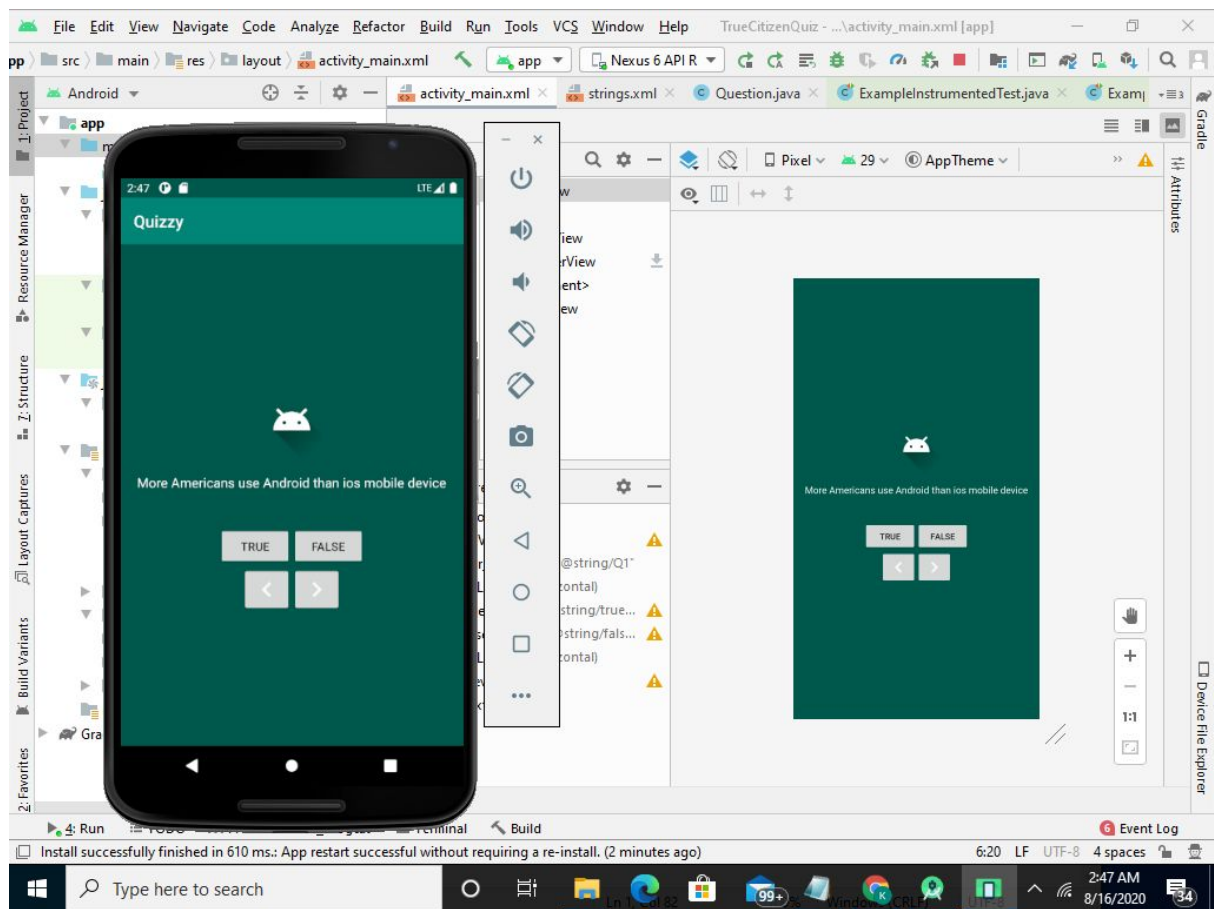 File Edit View Navigate Code Analyze Refactor Build Run Tools VCS Window Help TrueCitizenQuiz - ...\activity_main.xml [app]
pp src main res layout activity_main.xml app Nexus 6 API R
Android activity_main.xml strings.xml Question.java ExampleInstrumentedTest.java Examp 3
1: Project
Resource Manager
7: Structure
Layout Captures
Build Variants
2: Favorites
app
m
Gra
2:47 LTE
Quizzy
More Americans use Android than ios mobile device
TRUE FALSE
w
iew
rView
ent>
ew
@string/Q1"
zontal)
string/true...
string/fals...
zontal)
Pixel 29 AppTheme
More Americans use Android than ios mobile device
TRUE FALSE
1:1
Gradle
Attributes
Device File Explorer
4: Run TODO Terminal Build 6 Event Log
Install successfully finished in 610 ms.: App restart successful without requiring a re-install. (2 minutes ago) 6:20 LF UTF-8 4 spaces
Type here to search 99+ 2:47 AM
8/16/2020 34